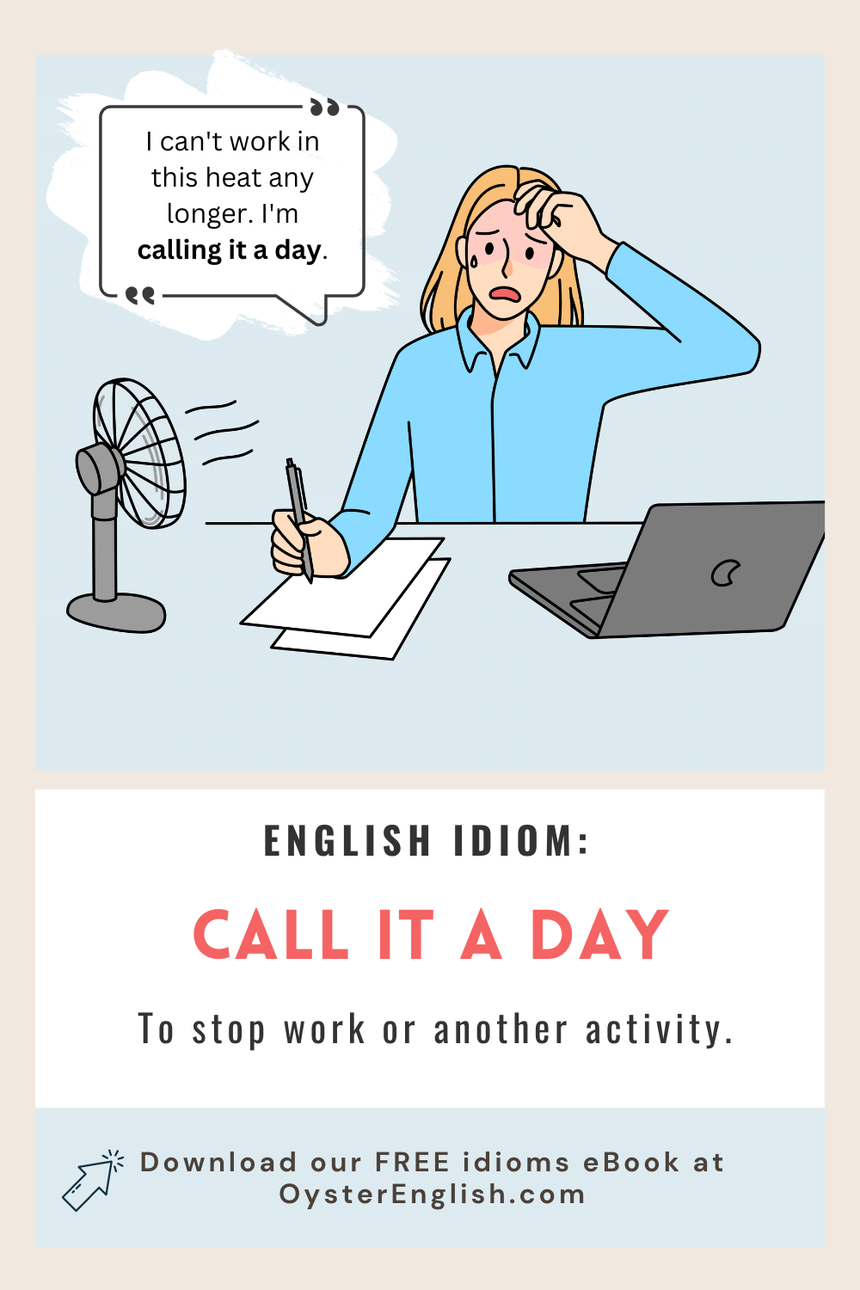 I can't work in
this heat any
longer. I'm
calling it a day.
ENGLISH IDIOM:
CALL IT A DAY
To stop work or another activity.
Download our FREE idioms eBook at
OysterEnglish.com